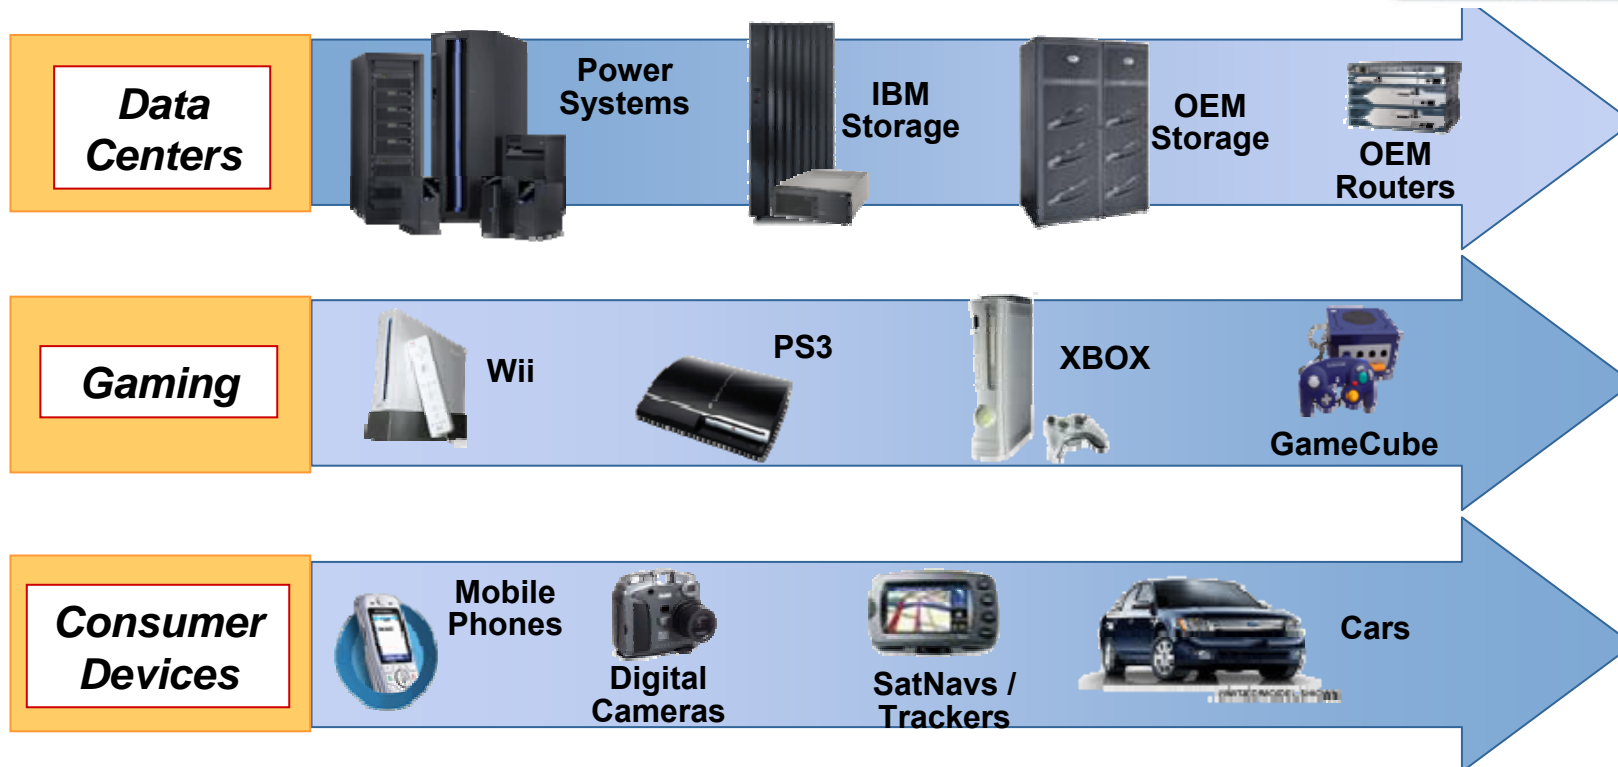 Data
Centers
Power
Systems
IBM
Storage
OEM
Storage
OEM
Routers
Gaming
Wii
PS3
XBOX
GameCube
Consumer
Devices
Mobile
Phones
Digital
Cameras
SatNavs /
Trackers
Cars